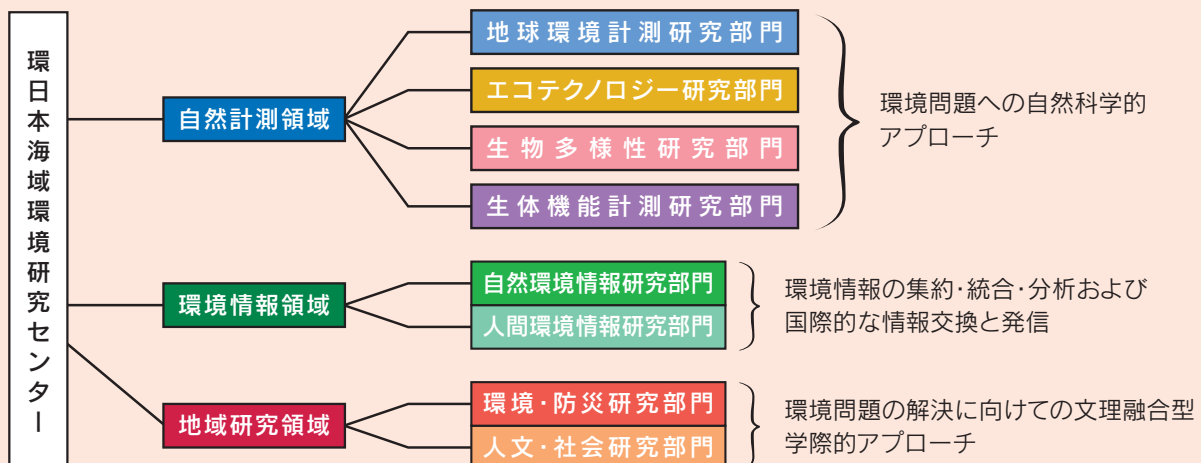 環日本海域環境研究センター
自然計測領域
地球環境計測研究部門
エコテクノロジー研究部門
生物多様性研究部門
生体機能計測研究部門
環境問題への自然科学的
アプローチ
環境情報領域
自然環境情報研究部門
人間環境情報研究部門
環境情報の集約・統合・分析および
国際的な情報交換と発信
地域研究領域
環境・防災研究部門
人文・社会研究部門
環境問題の解決に向けての文理融合型
学際的アプローチ